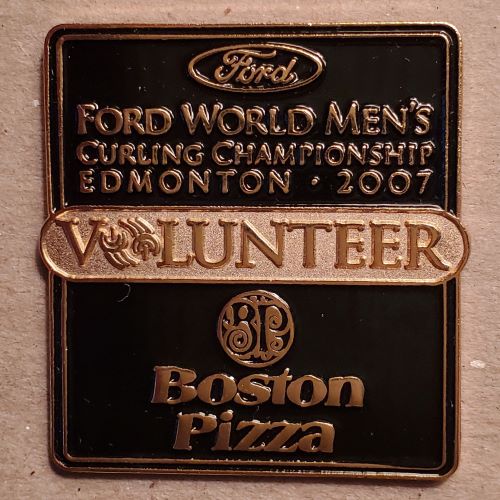 Ford
FORD WORLD MEN'S
CURLING CHAMPIONSHIP
EDMONTON · 2007
VOLUNTEER
BP
Boston
Pizza